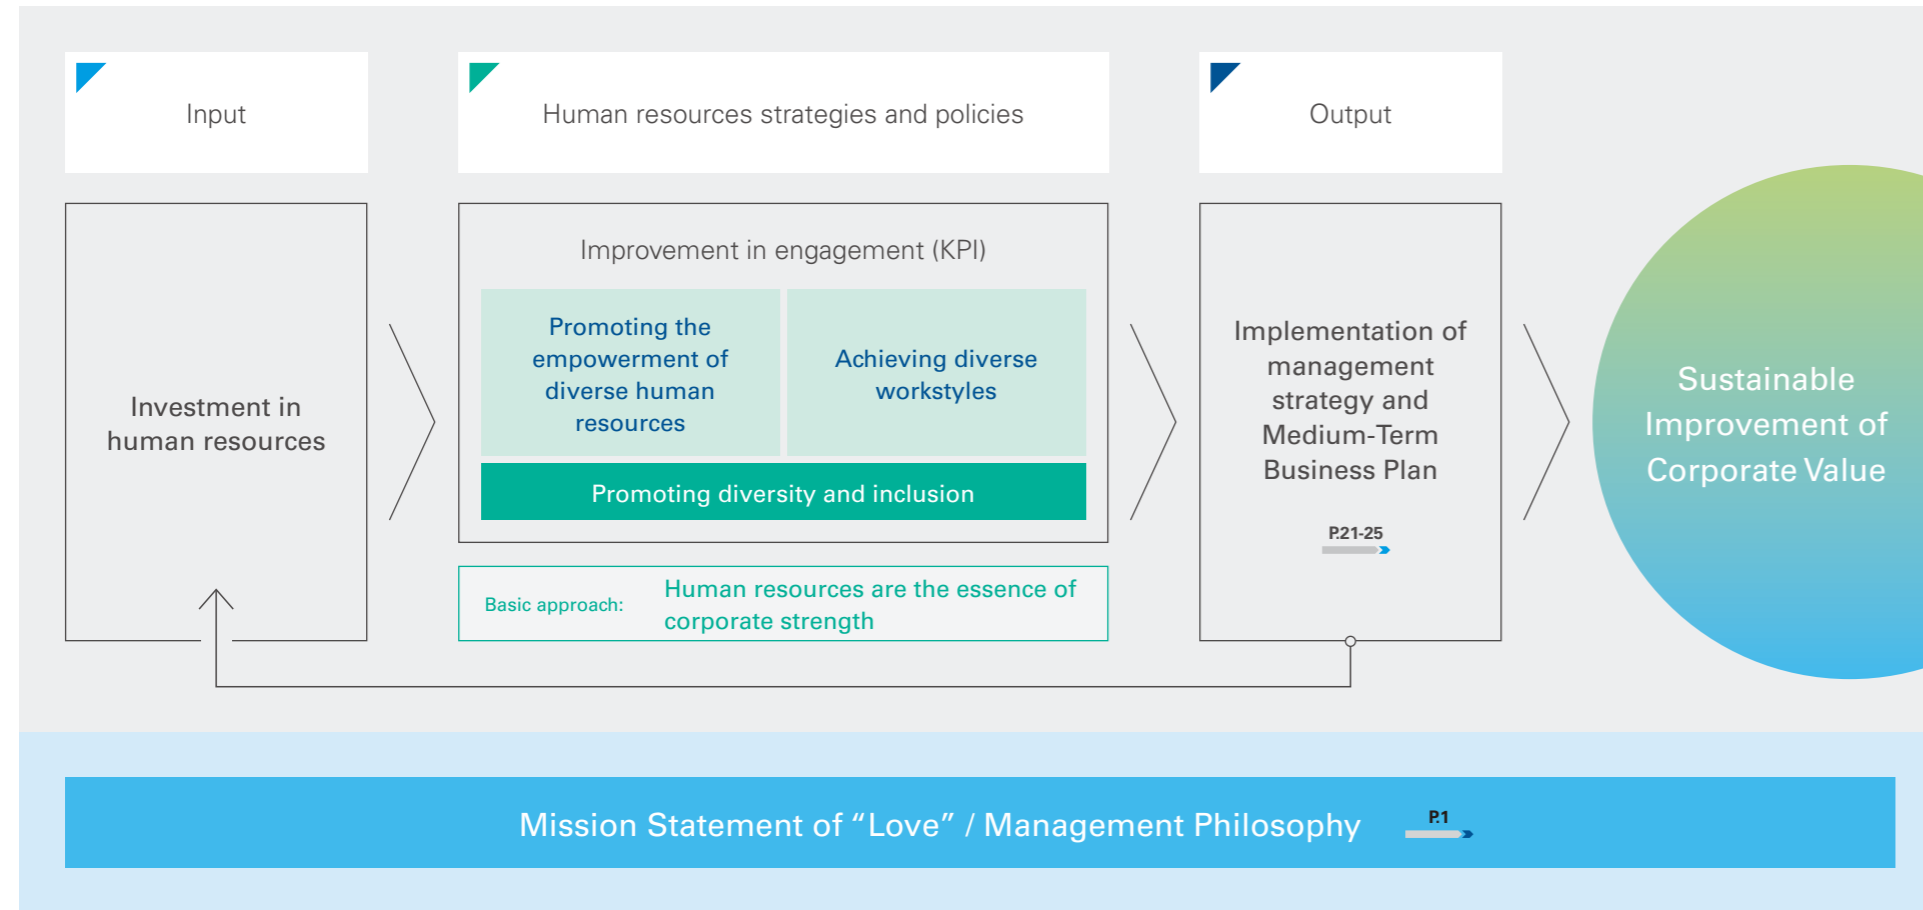 Input
Human resources strategies and policies
Output
Investment in
human resources
Improvement in engagement (KPI)
Promoting the
empowerment of
diverse human
resources
Achieving diverse
workstyles
Promoting diversity and inclusion
Basic approach:
Human resources are the essence of
corporate strength
Implementation of
management
strategy and
Medium-Term
Business Plan
P.21-25
Sustainable
Improvement of
Corporate Value
Mission Statement of “Love” / Management Philosophy
P.1